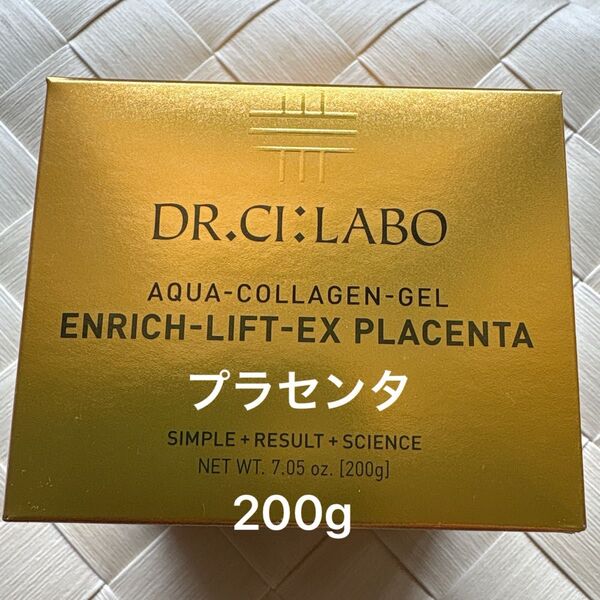 DR.CI:LABO
AQUA-COLLAGEN-GEL
ENRICH-LIFT-EX PLACENTA
プラセンタ
SIMPLE + RESULT + SCIENCE
NET WT. 7.05 oz. [200g]
200g